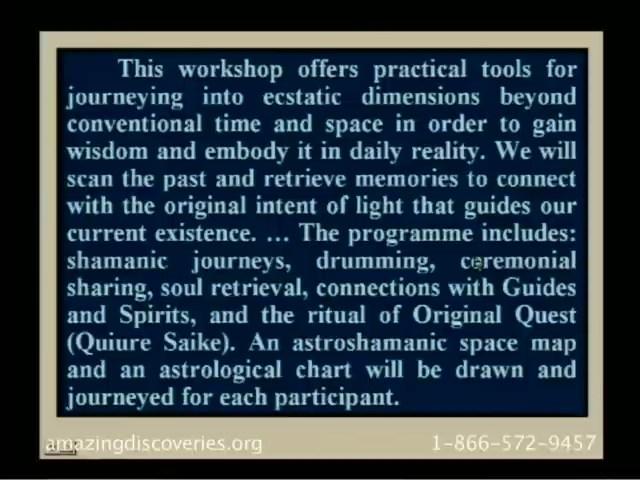 This workshop offers practical tools for
journeying into ecstatic dimensions beyond
conventional time and space in order to gain
wisdom and embody it in daily reality. We will
scan the past and retrieve memories to connect
with the original intent of light that guides our
current existence. ... The programme includes:
shamanic journeys, drumming, ceremonial
sharing, soul retrieval, connections with Guides
and Spirits, and the ritual of Original Quest
(Quiure Saike). An astroshamanic space map
and an astrological chart will be drawn and
journeyed for each participant.
amazingdiscoveries.org 1-866-572-9457